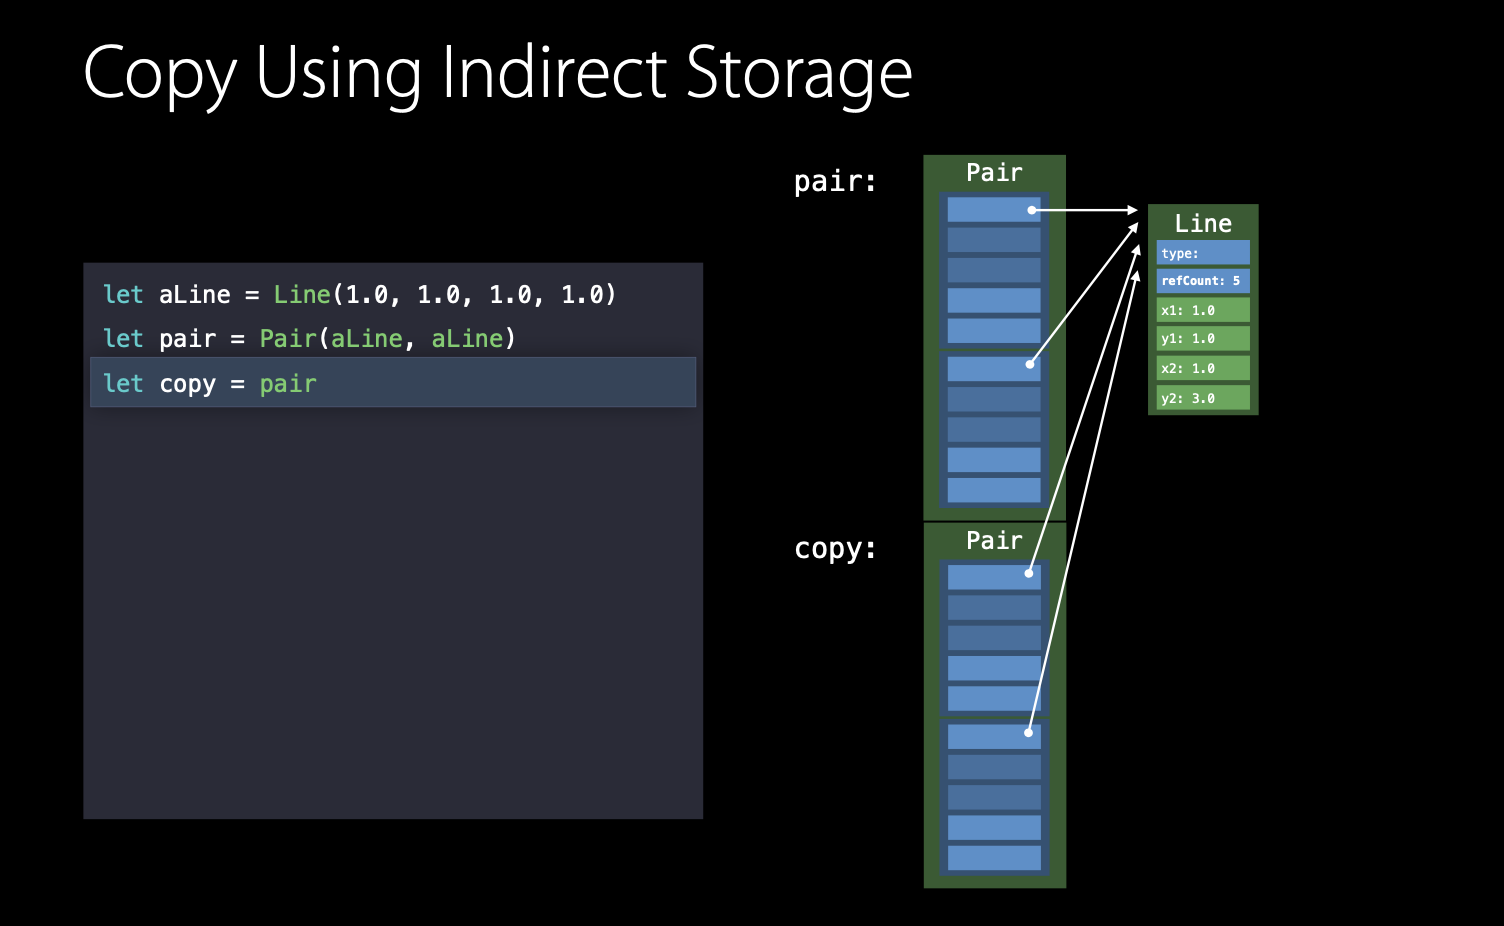 Copy Using Indirect Storage
let aLine = Line(1.0, 1.0, 1.0, 1.0)
let pair = Pair(aLine, aLine)
let copy = pair
pair:
Pair
Line
type:
refCount: 5
x1: 1.0
y1: 1.0
x2: 1.0
y2: 3.0
copy:
Pair